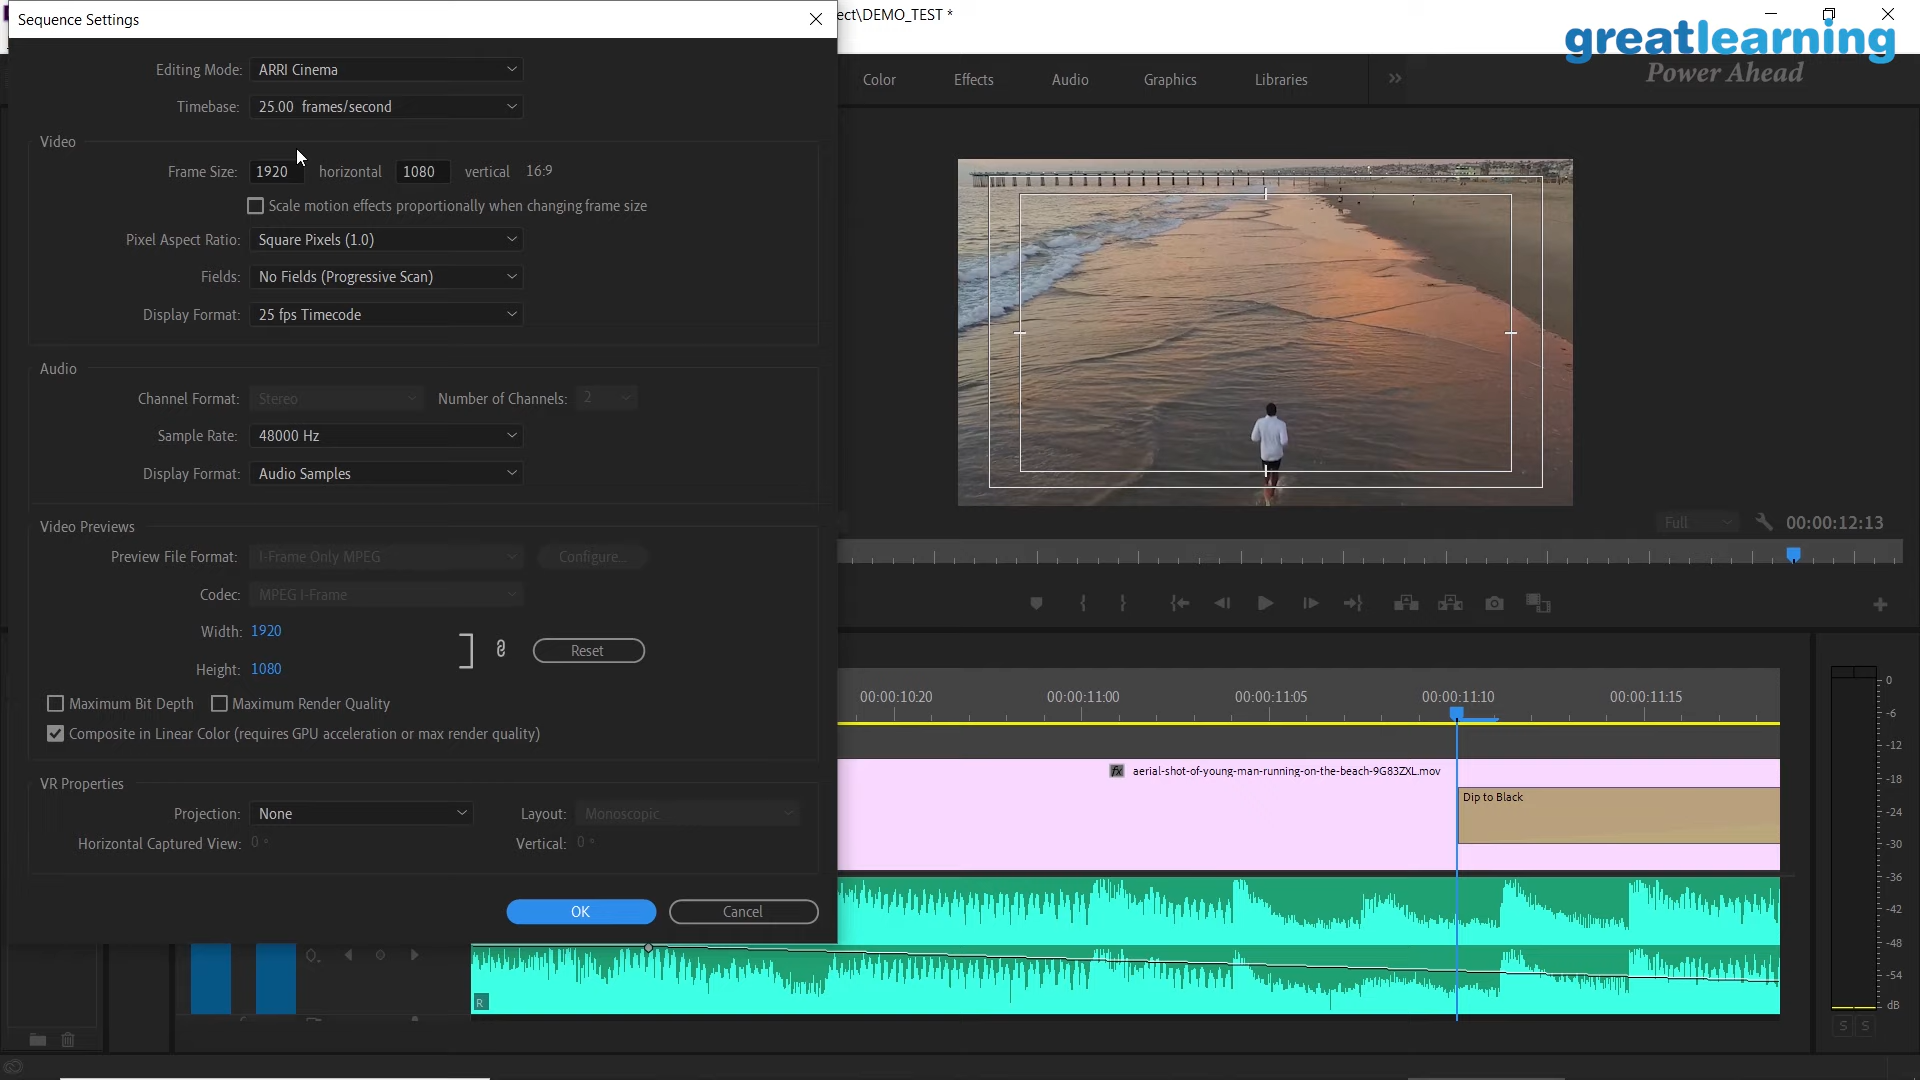 Sequence Settings
ect\DEMO_TEST *
greatlearning
Power Ahead
Color Effects Audio Graphics Libraries
Editing Mode: ARRI Cinema
Timebase: 25.00 frames/second
Video
Frame Size: 1920 horizontal 1080 vertical 16:9
Scale motion effects proportionally when changing frame size
Pixel Aspect Ratio: Square Pixels (1.0)
Fields: No Fields (Progressive Scan)
Display Format: 25 fps Timecode
Audio
Channel Format: Stereo Number of Channels: 2
Sample Rate: 48000 Hz
Display Format: Audio Samples
Video Previews
Preview File Format: I-Frame Only MPEG Configure...
Codec: MPEG I-Frame
Width: 1920
Height: 1080
Reset
Maximum Bit Depth Maximum Render Quality
Composite in Linear Color (requires GPU acceleration or max render quality)
VR Properties
Projection: None Layout: Monoscopic
Horizontal Captured View: 0 ° Vertical: 0 °
OK Cancel
Full 00:00:12:13
00:00:10:20 00:00:11:00 00:00:11:05 00:00:11:10 00:00:11:15
fx aerial-shot-of-young-man-running-on-the-beach-9G83ZXL.mov
Dip to Black
R
0
-6
-12
-18
-24
-30
-36
-42
-48
-54
dB
S S